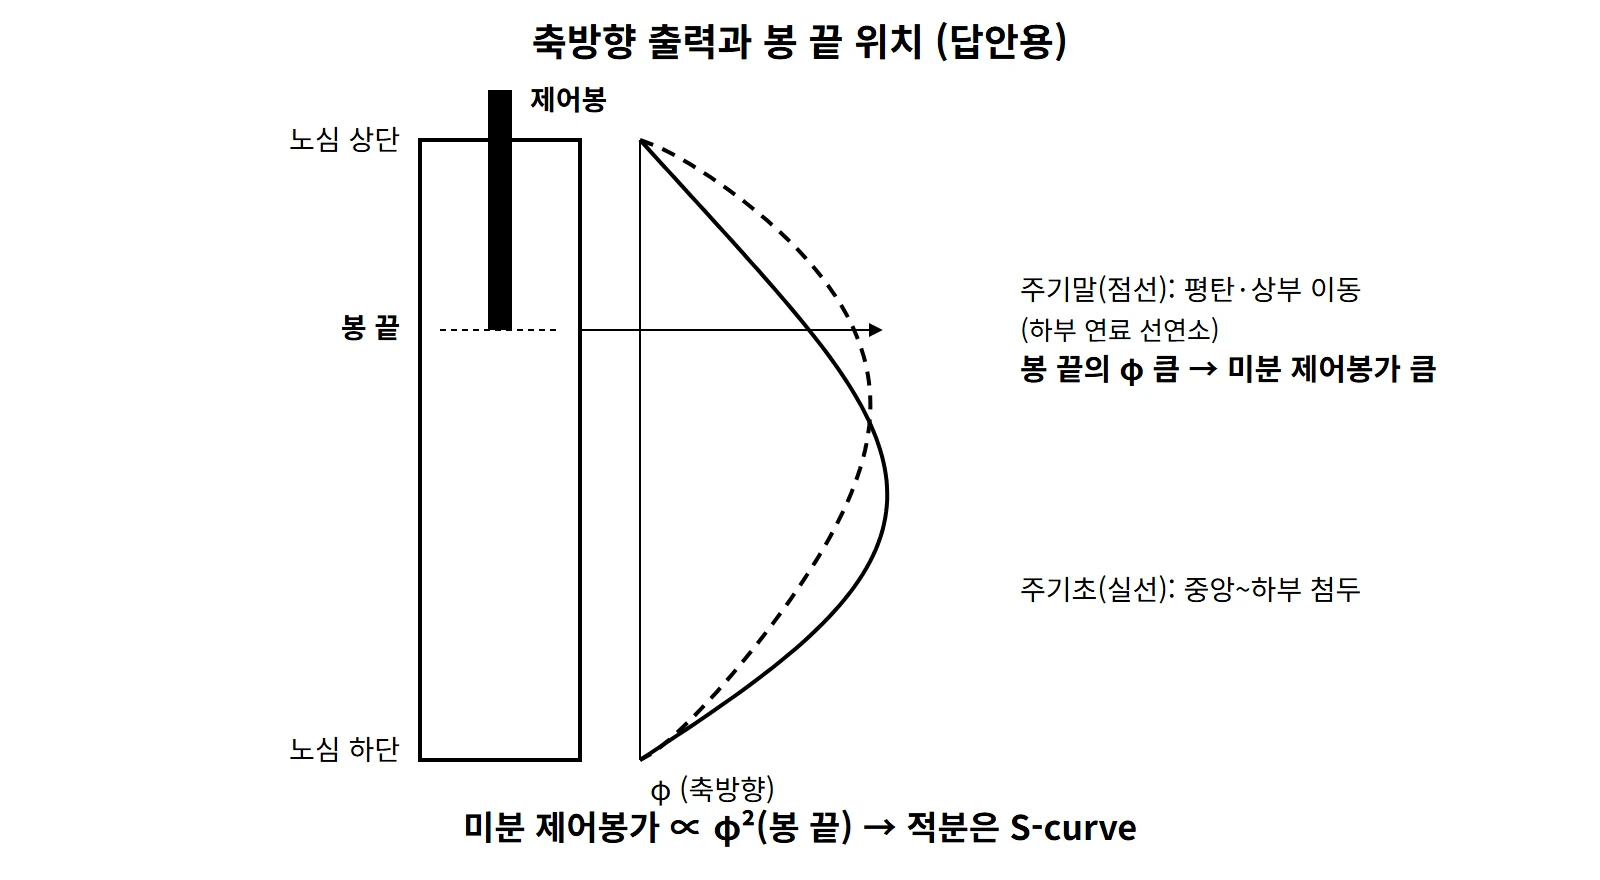 축방향 출력과 봉 끝 위치 (답안용)
제어봉
노심 상단
주기말(점선): 평탄·상부 이동
봉 끝
(하부 연료 선연소)
봉 끝의 φ 큼 → 미분 제어봉가 큼
주기초(실선): 중앙~하부 첨두
노심 하단
φ (축방향)
미분 제어봉가 ∝ φ²(봉 끝) → 적분은 S-curve